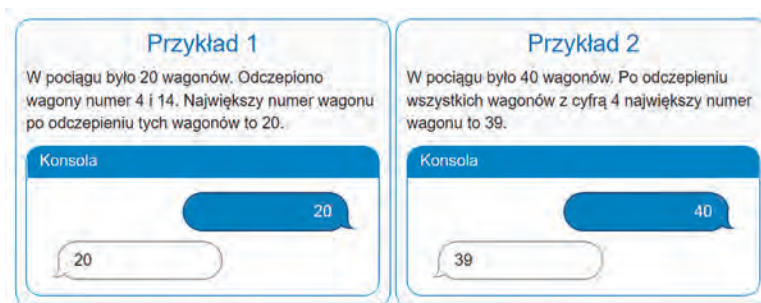 Przykład 1
W pociągu było 20 wagonów. Odczepiono
wagony numer 4 i 14. Największy numer wagonu
po odczepieniu tych wagonów to 20.
Konsola
20
20
Przykład 2
W pociągu było 40 wagonów. Po odczepieniu
wszystkich wagonów z cyfrą 4 największy numer
wagonu to 39.
Konsola
40
39